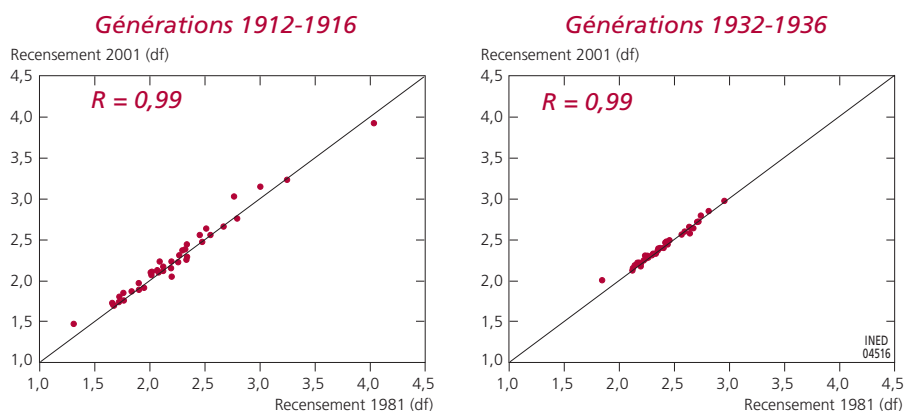 Générations 1912-1916
Recensement 2001 (df)
4,5
4,0
3,5
3,0
2,5
2,0
1,5
1,0
R = 0,99
1,0 1,5 2,0 2,5 3,0 3,5 4,0 4,5
Recensement 1981 (df)
Générations 1932-1936
Recensement 2001 (df)
4,5
4,0
3,5
3,0
2,5
2,0
1,5
1,0
R = 0,99
INED
04516
1,0 1,5 2,0 2,5 3,0 3,5 4,0 4,5
Recensement 1981 (df)